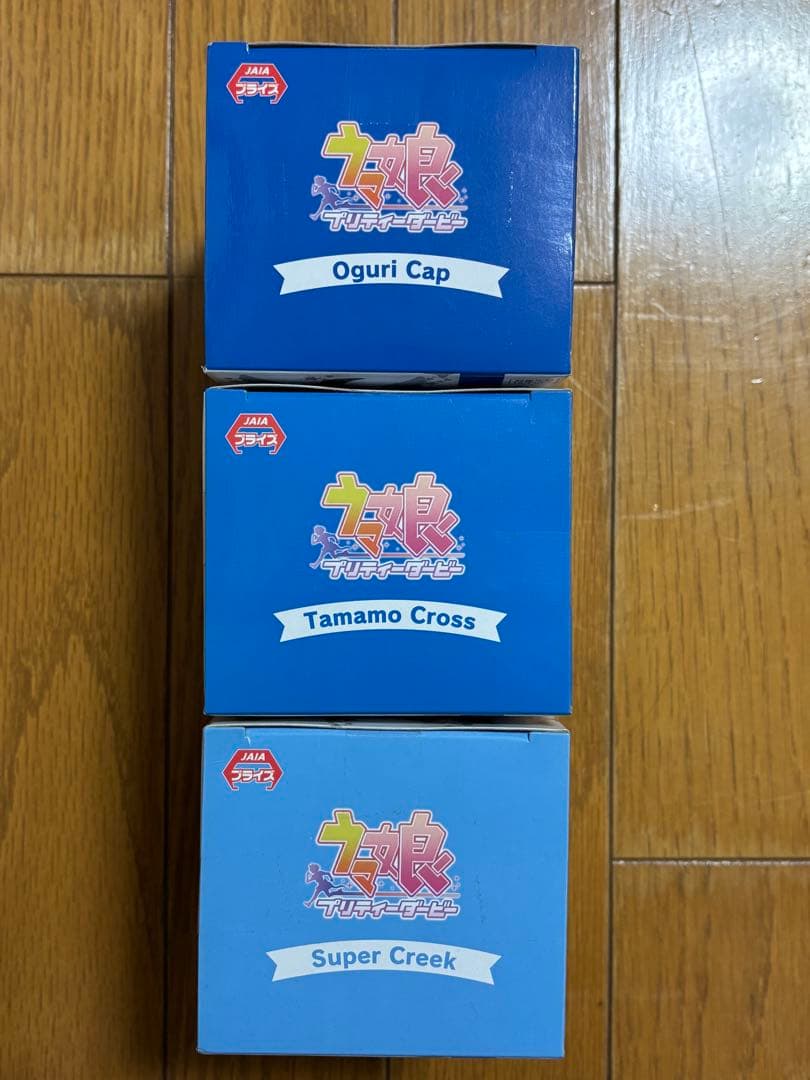 JAIA
プライズ
ウマ娘
プリティーダービー
Oguri Cap
JAIA
プライズ
ウマ娘
プリティーダービー
Tamamo Cross
JAIA
プライズ
ウマ娘
プリティーダービー
Super Creek